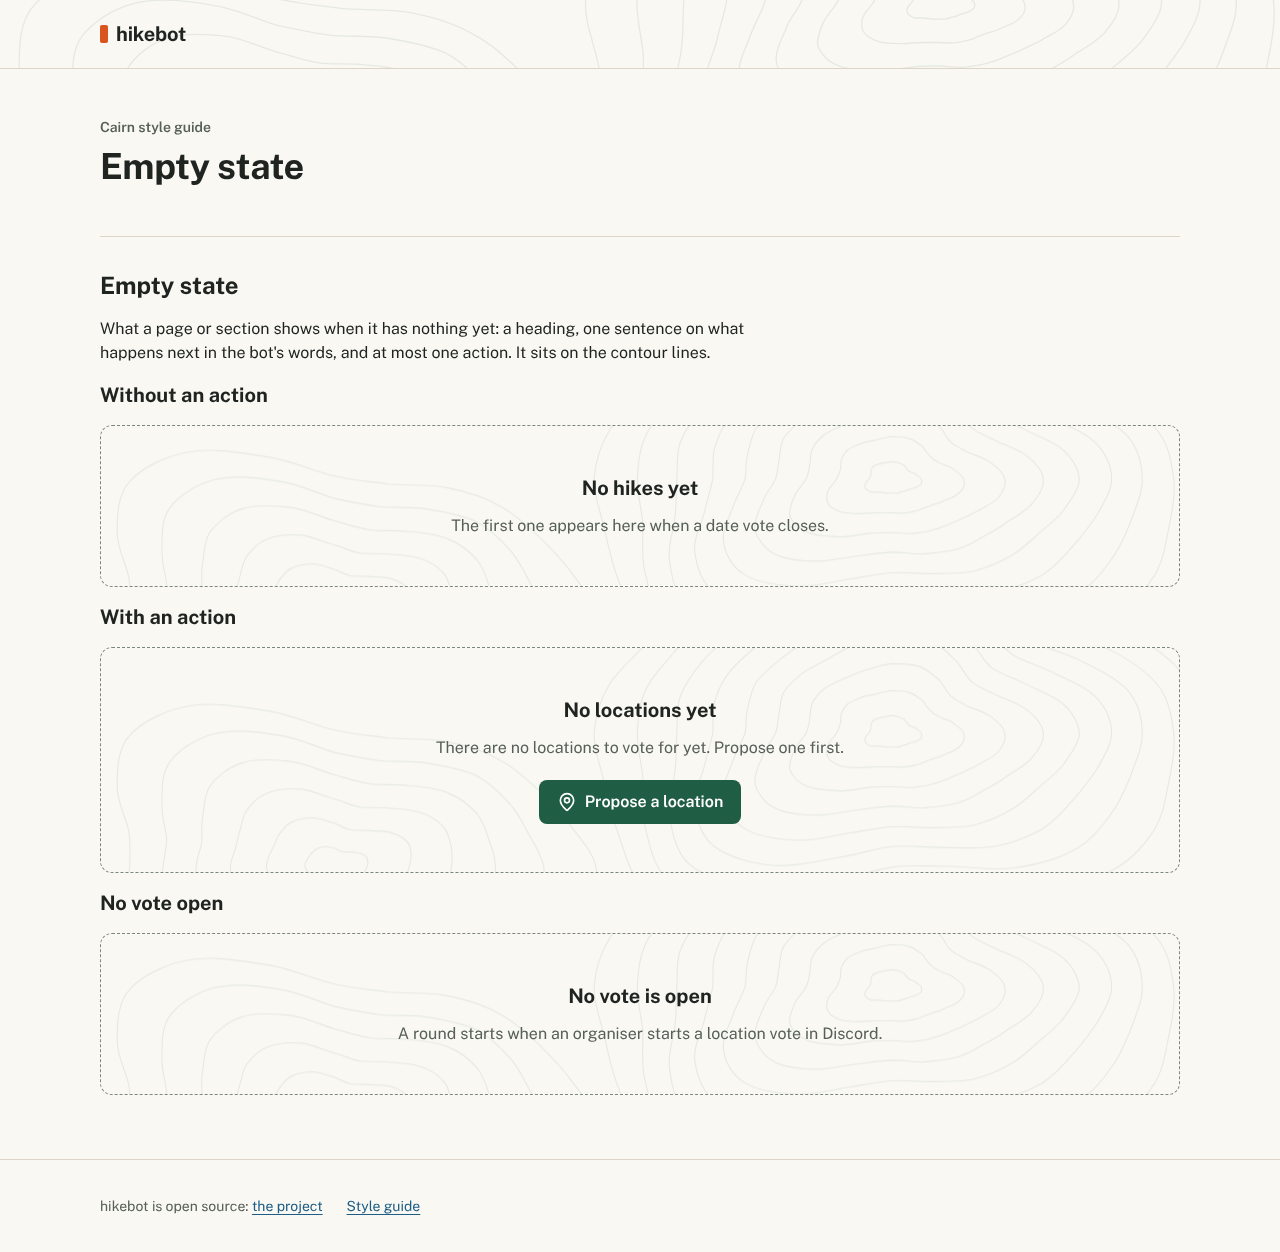 hikebot
Cairn style guide
Empty state
Empty state
What a page or section shows when it has nothing yet: a heading, one sentence on what
happens next in the bot's words, and at most one action. It sits on the contour lines.
Without an action
No hikes yet
The first one appears here when a date vote closes.
With an action
No locations yet
There are no locations to vote for yet. Propose one first.
Propose a location
No vote open
No vote is open
A round starts when an organiser starts a location vote in Discord.
hikebot is open source: the project Style guide